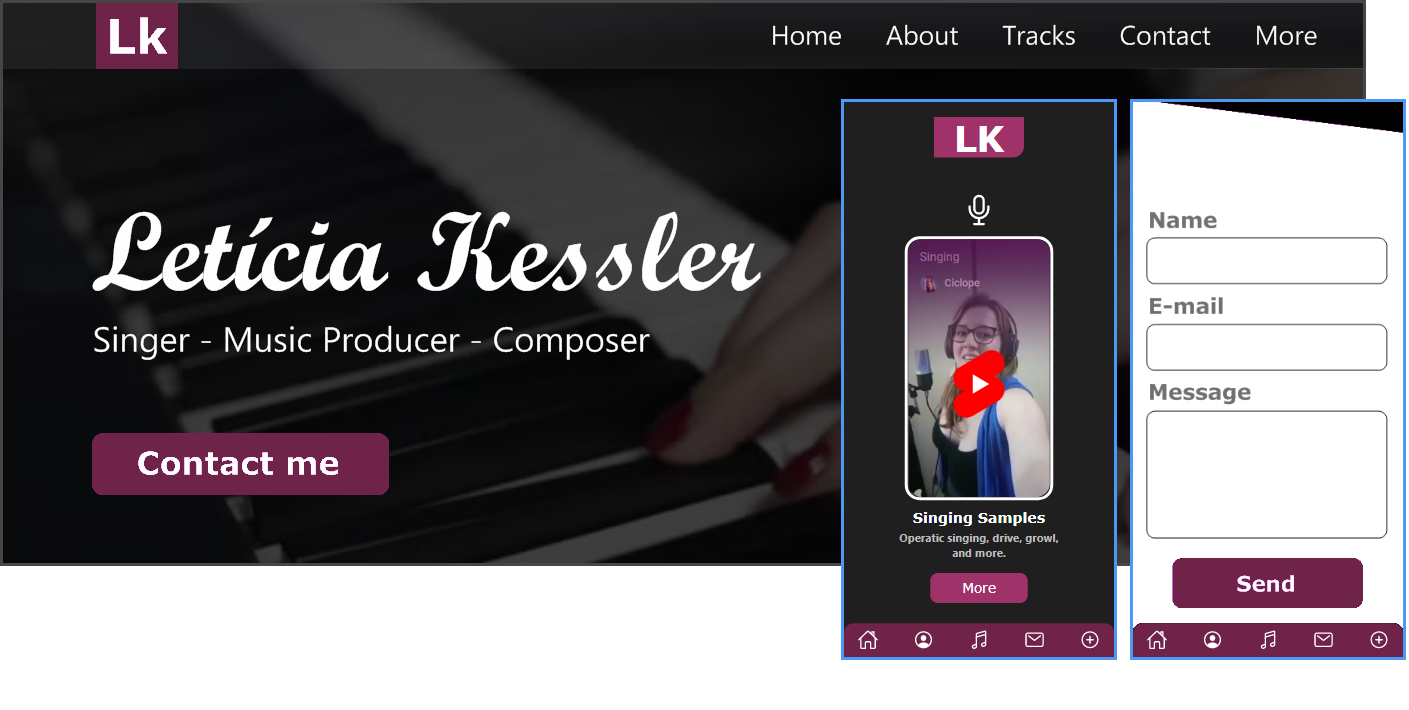 Lk
Home About Tracks Contact More
Letícia Kessler
Singer - Music Producer - Composer
Contact me
LK
Singing
Ciclope
Singing Samples
Operatic singing, drive, growl,
and more.
More
Name
E-mail
Message
Send